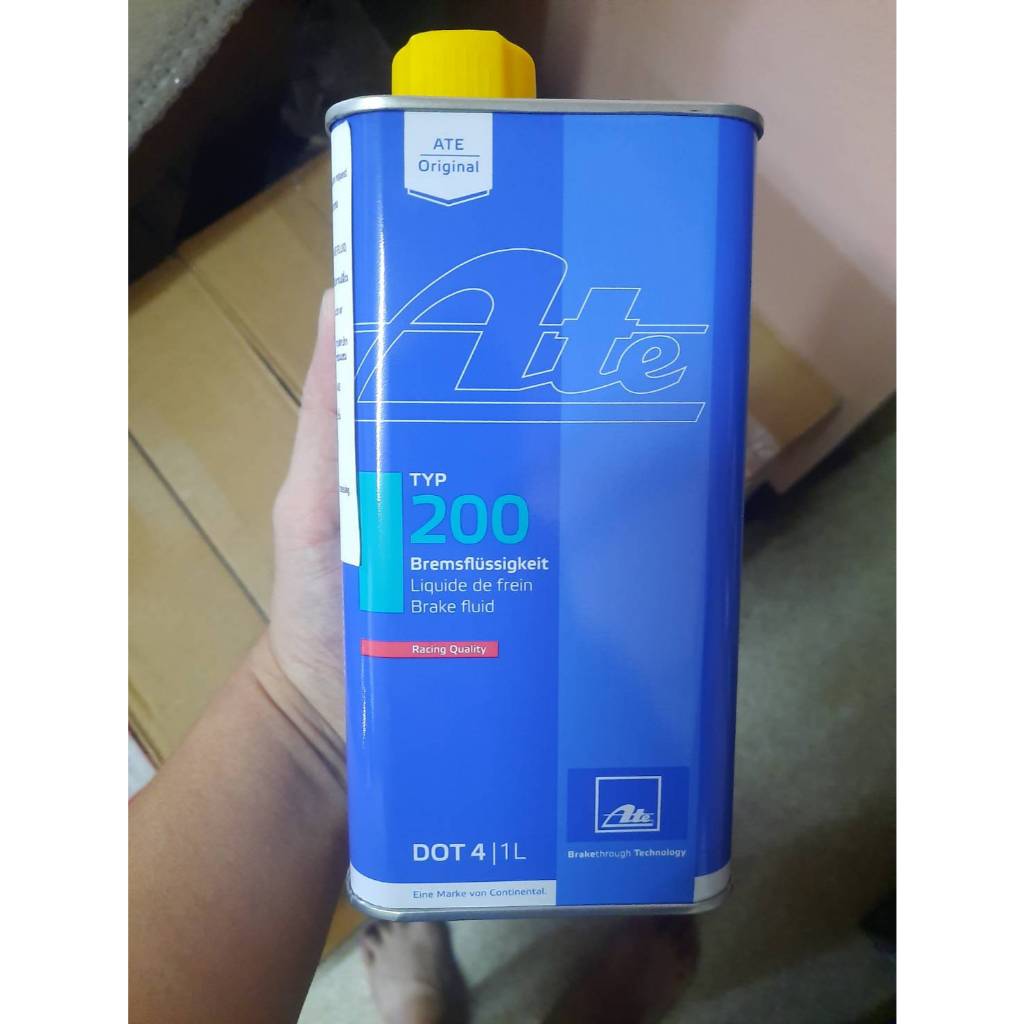 ATE
Original
Ate
TYP
200
Bremsflüssigkeit
Liquide de frein
Brake fluid
Racing Quality
DOT 4 | 1L
Ate
Brakethrough Technology
Eine Marke von Continental.